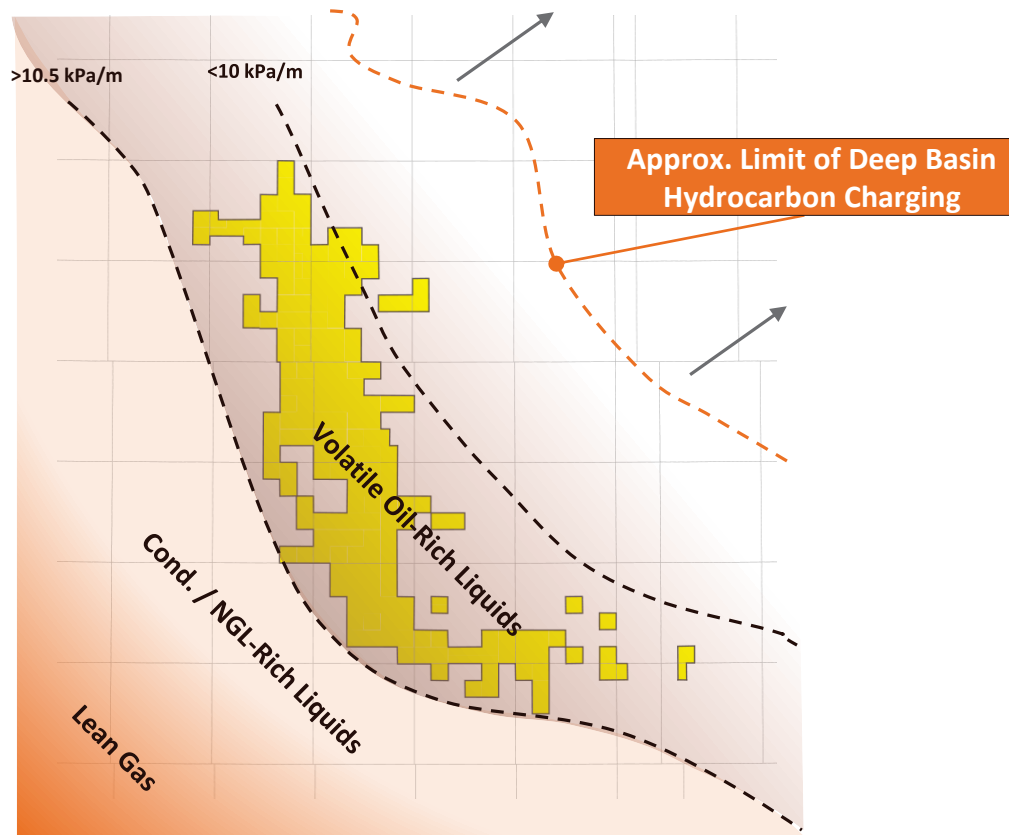 >10.5 kPa/m
<10 kPa/m
Approx. Limit of Deep Basin
Hydrocarbon Charging
Volatile Oil-Rich Liquids
Cond. / NGL-Rich Liquids
Lean Gas